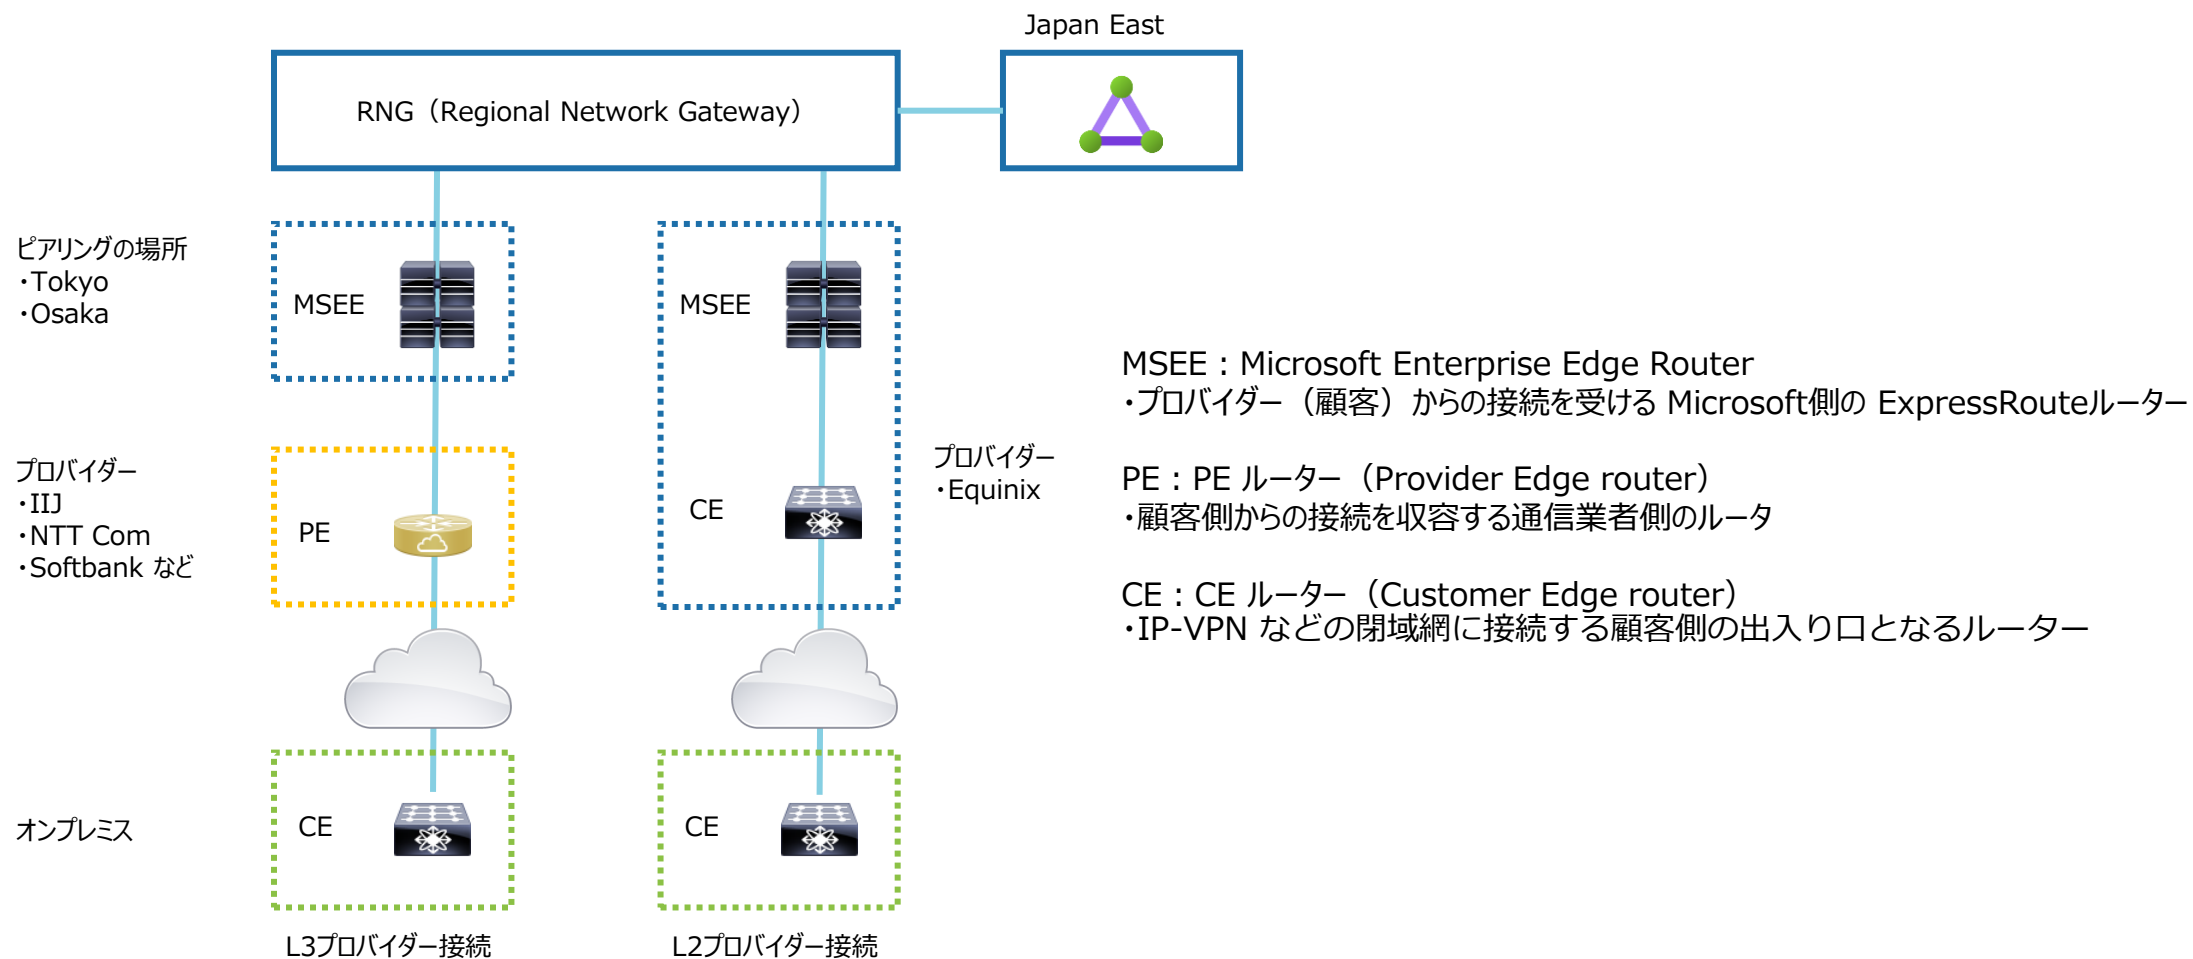 Japan East
RNG（Regional Network Gateway）
ピアリングの場所
・Tokyo
・Osaka
MSEE
MSEE
プロバイダー
・IIJ
・NTT Com
・Softbank など
PE
CE
プロバイダー
・Equinix
MSEE：Microsoft Enterprise Edge Router
・プロバイダー（顧客）からの接続を受ける Microsoft側の ExpressRouteルーター
PE：PE ルーター（Provider Edge router）
・顧客側からの接続を収容する通信業者側のルータ
CE：CE ルーター（Customer Edge router）
・IP-VPN などの閉域網に接続する顧客側の出入り口となるルーター
オンプレミス
CE
CE
L3プロバイダー接続
L2プロバイダー接続